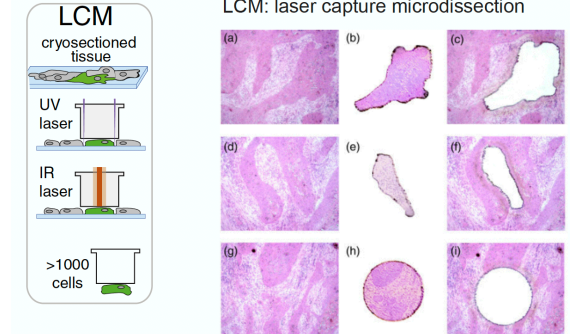 LCM
cryosectioned
tissue
UV
laser
IR
laser
>1000
cells
LCM: laser capture microdissection
(a)
(b)
(c)
(d)
(e)
(f)
(g)
(h)
(i)